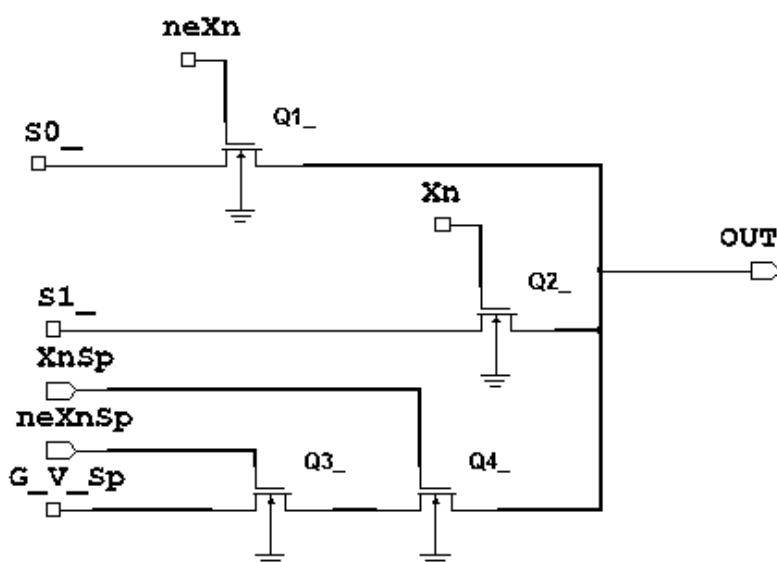 neXn
Q1_
S0_
Xn
OUT
Q2_
S1_
XnSp
neXnSp
Q3_
Q4_
G_V_Sp